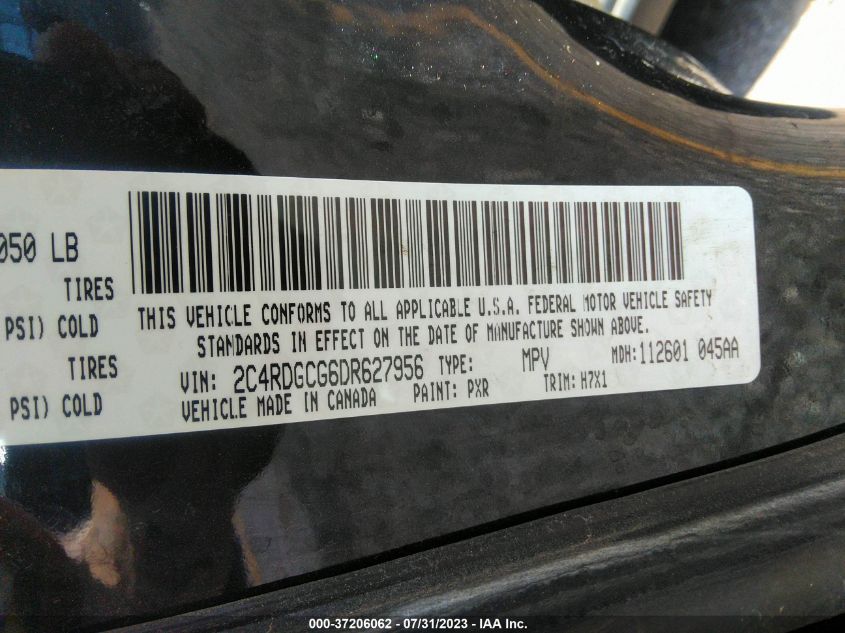 050 LB
TIRES
PSI) COLD
TIRES
PSI) COLD
THIS VEHICLE CONFORMS TO ALL APPLICABLE U.S.A. FEDERAL MOTOR VEHICLE SAFETY
STANDARDS IN EFFECT ON THE DATE OF MANUFACTURE SHOWN ABOVE.
VIN: 2C4RDGCG6DR627956 TYPE: MPV MDH:112601 045AA
VEHICLE MADE IN CANADA PAINT: PXR TRIM: H7X1
000-37206062 - 07/31/2023 - IAA Inc.